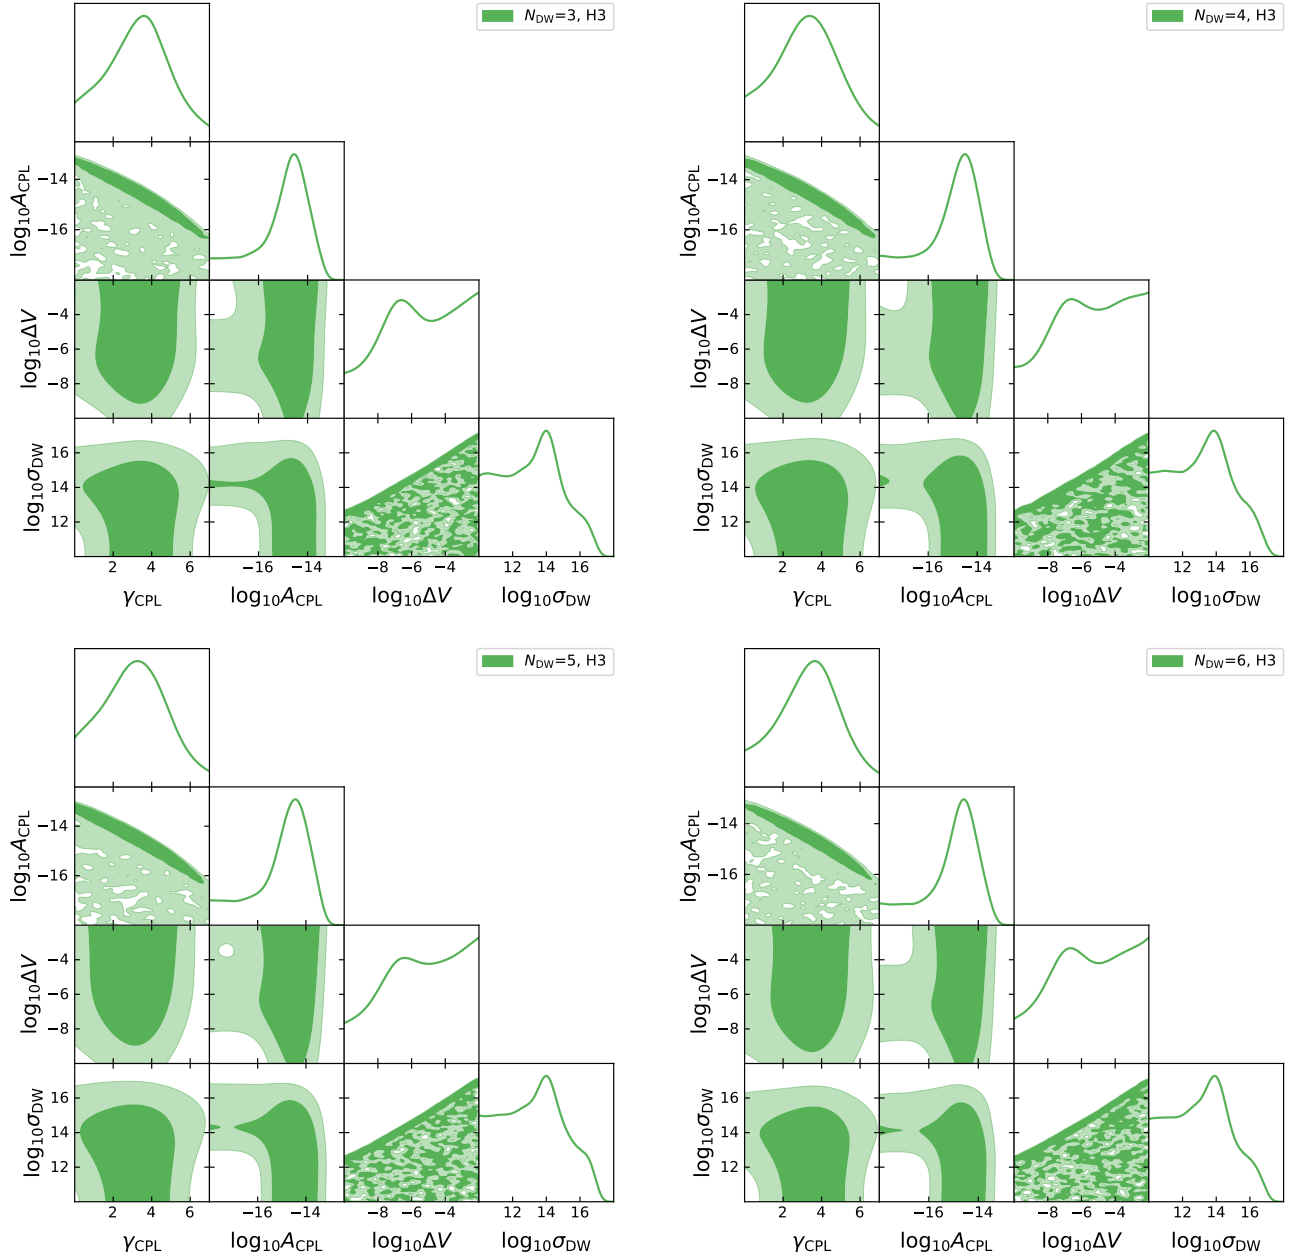 N_DW=3, H3
−14
−16
log₁₀A_CPL
−4
−6
−8
log₁₀ΔV
16
14
12
log₁₀σ_DW
2 4 6 −16 −14 −8 −6 −4 −2 12 14 16
γ_CPL log₁₀A_CPL log₁₀ΔV log₁₀σ_DW
N_DW=4, H3
−14
−16
log₁₀A_CPL
−4
−6
−8
log₁₀ΔV
16
14
12
log₁₀σ_DW
2 4 6 −16 −14 −8 −6 −4 −2 12 14 16
γ_CPL log₁₀A_CPL log₁₀ΔV log₁₀σ_DW
N_DW=5, H3
−14
−16
log₁₀A_CPL
−4
−6
−8
log₁₀ΔV
16
14
12
log₁₀σ_DW
2 4 6 −16 −14 −8 −6 −4 −2 12 14 16
γ_CPL log₁₀A_CPL log₁₀ΔV log₁₀σ_DW
N_DW=6, H3
−14
−16
log₁₀A_CPL
−4
−6
−8
log₁₀ΔV
16
14
12
log₁₀σ_DW
2 4 6 −16 −14 −8 −6 −4 −2 12 14 16
γ_CPL log₁₀A_CPL log₁₀ΔV log₁₀σ_DW